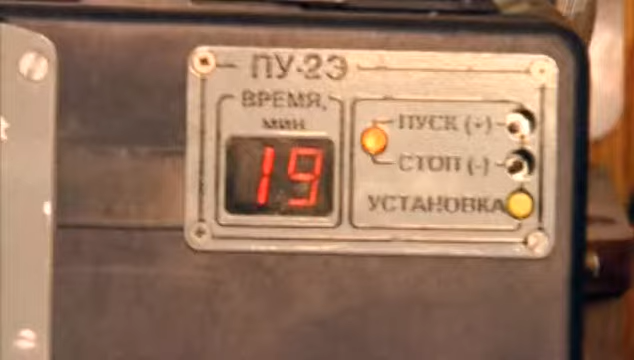 ПУ-2Э
ВРЕМЯ,
мин
19
ПУСК (+)
СТОП (-)
УСТАНОВКА